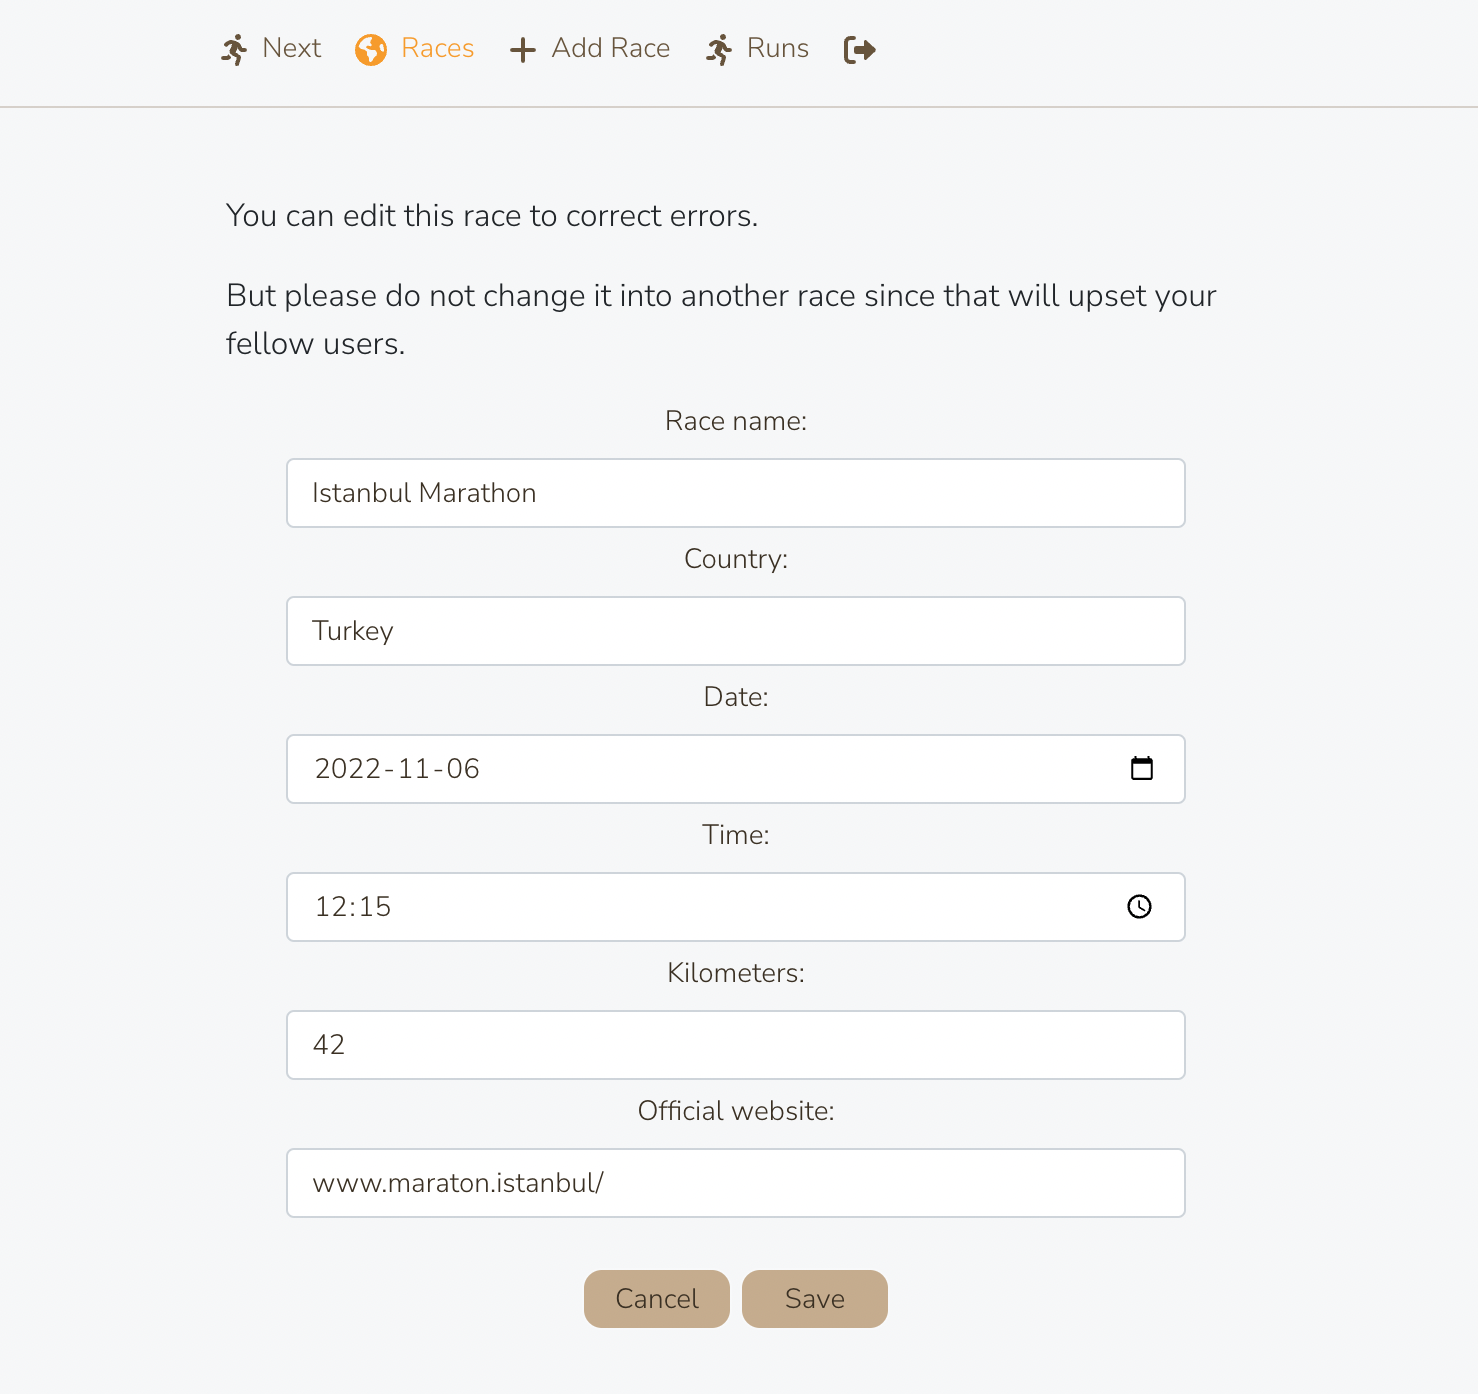 Next Races Add Race Runs
You can edit this race to correct errors.
But please do not change it into another race since that will upset your
fellow users.
Race name:
Istanbul Marathon
Country:
Turkey
Date:
2022-11-06
Time:
12:15
Kilometers:
42
Official website:
www.maraton.istanbul/
Cancel Save